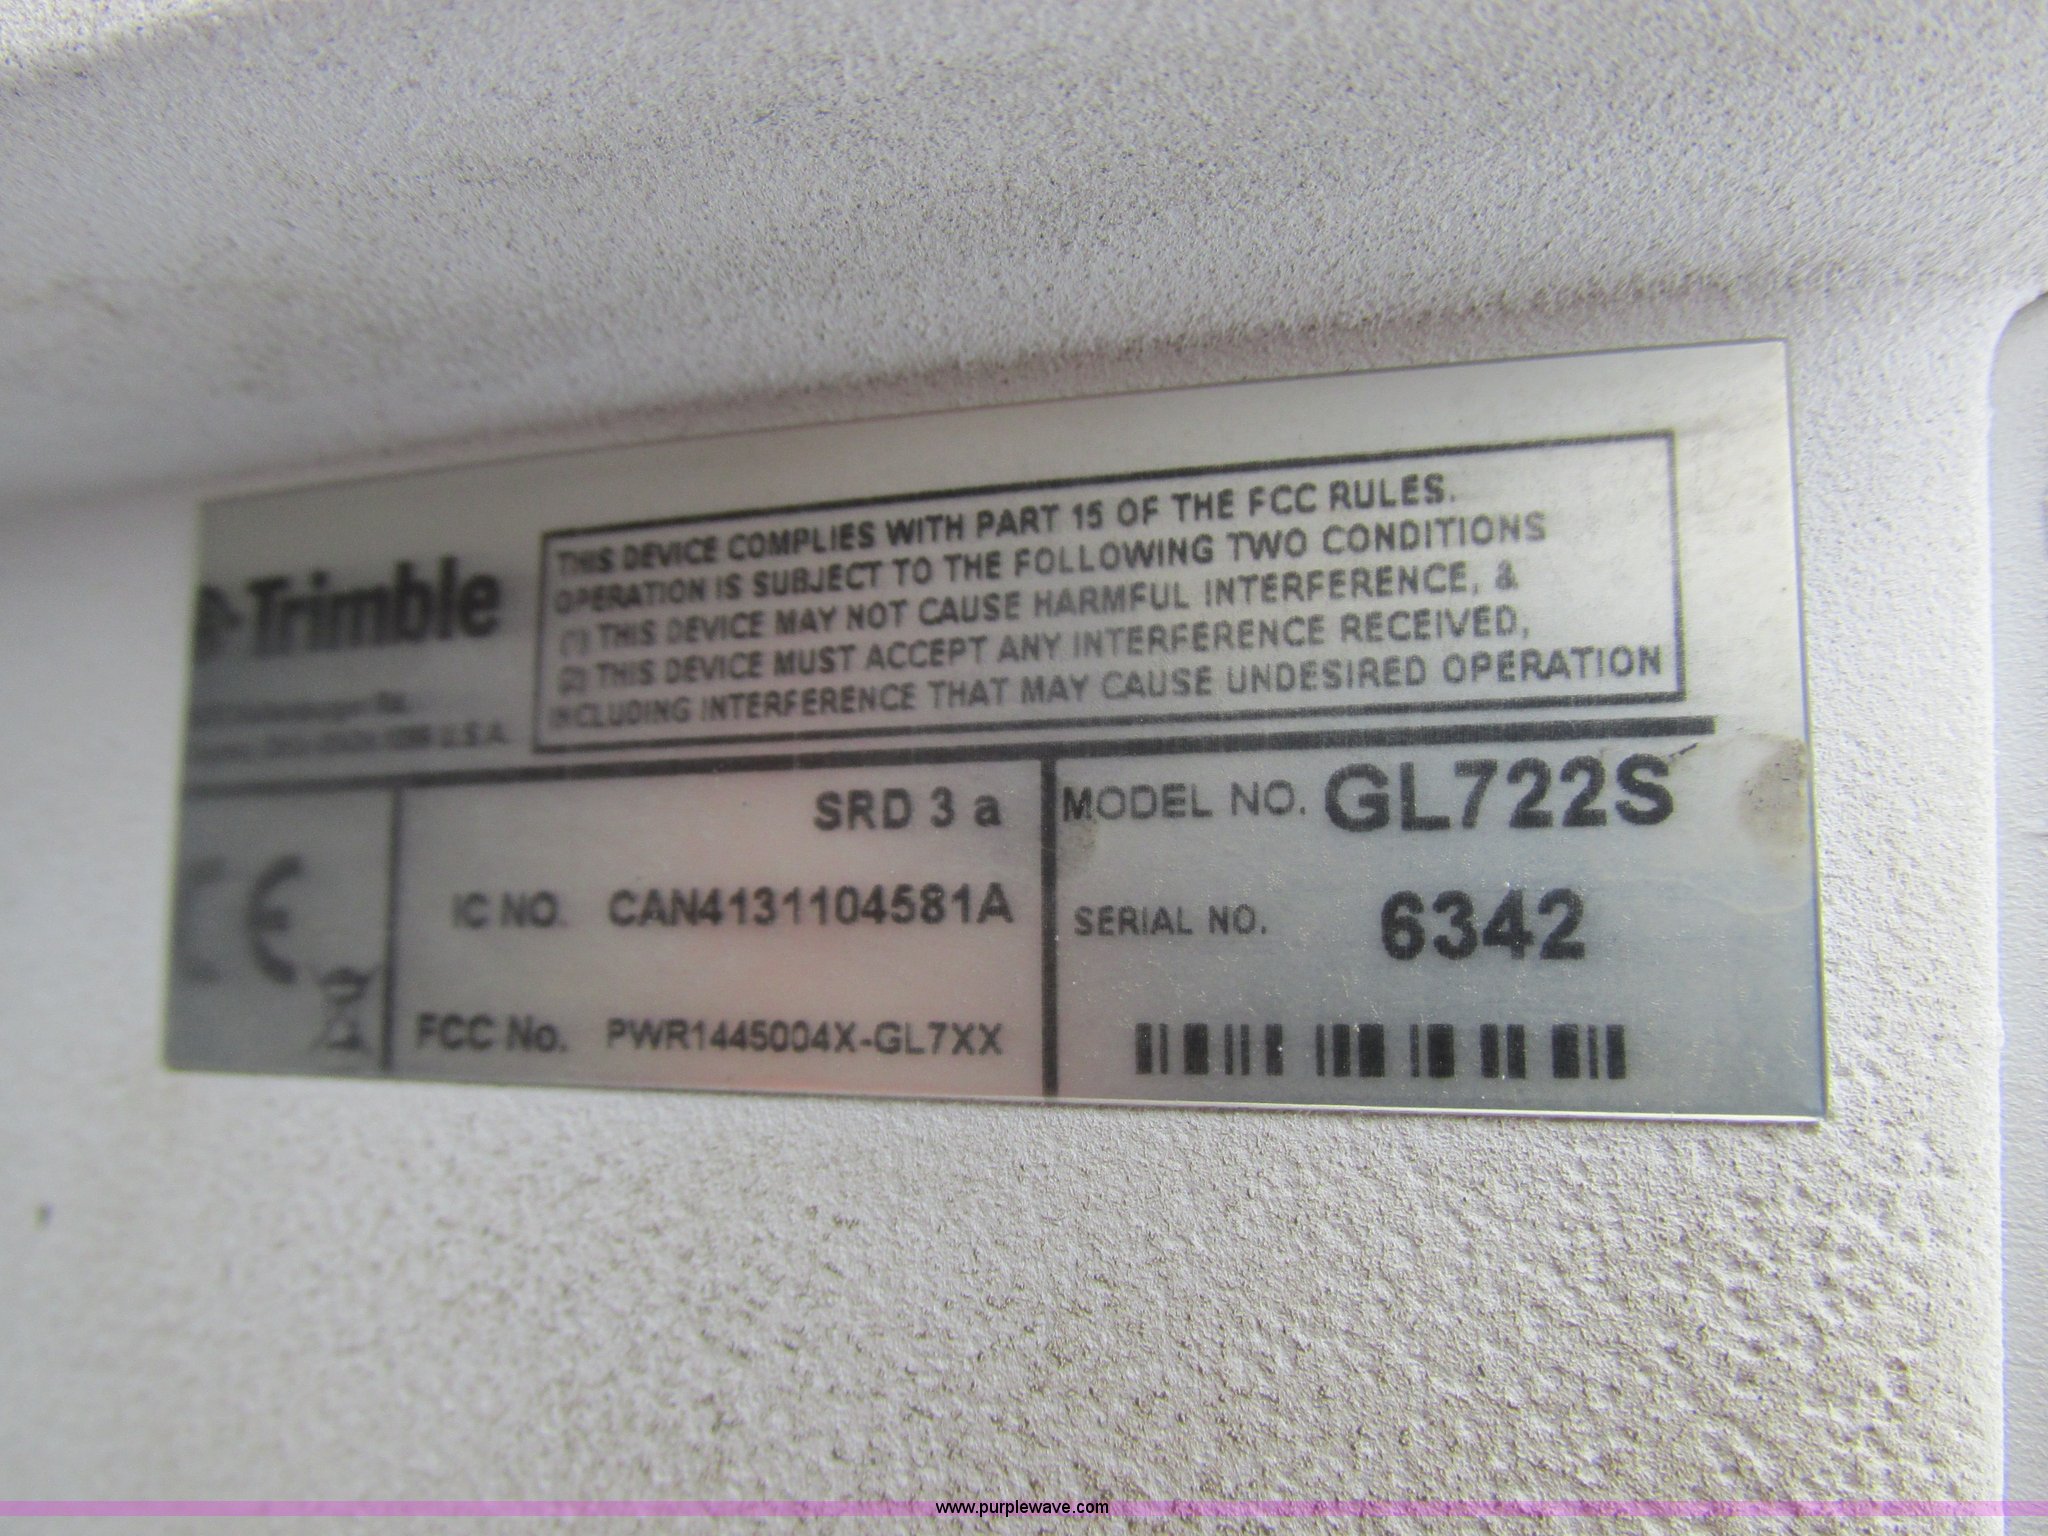 Trimble
U.S.A.
THIS DEVICE COMPLIES WITH PART 15 OF THE FCC RULES.
OPERATION IS SUBJECT TO THE FOLLOWING TWO CONDITIONS
(1) THIS DEVICE MAY NOT CAUSE HARMFUL INTERFERENCE, &
(2) THIS DEVICE MUST ACCEPT ANY INTERFERENCE RECEIVED,
INCLUDING INTERFERENCE THAT MAY CAUSE UNDESIRED OPERATION
CE
SRD 3 a
IC NO. CAN4131104581A
FCC No. PWR1445004X-GL7XX
MODEL NO. GL722S
SERIAL NO. 6342
www.purplewave.com